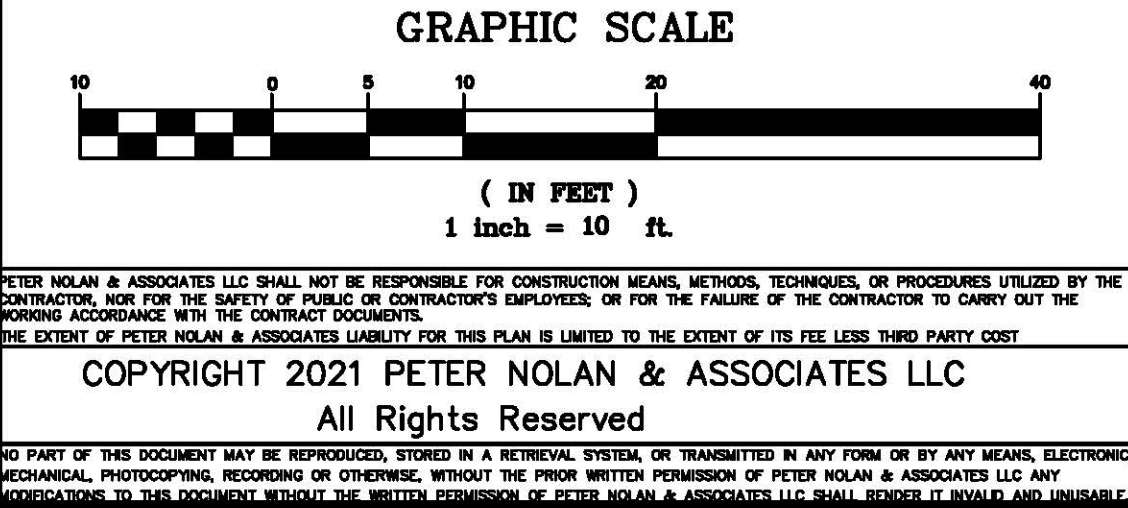 GRAPHIC SCALE
10 0 5 10 20 40
( IN FEET )
1 inch = 10 ft.
PETER NOLAN & ASSOCIATES LLC SHALL NOT BE RESPONSIBLE FOR CONSTRUCTION MEANS, METHODS, TECHNIQUES, OR PROCEDURES UTILIZED BY THE
CONTRACTOR, NOR FOR THE SAFETY OF PUBLIC OR CONTRACTOR'S EMPLOYEES; OR FOR THE FAILURE OF THE CONTRACTOR TO CARRY OUT THE
WORKING ACCORDANCE WITH THE CONTRACT DOCUMENTS.
THE EXTENT OF PETER NOLAN & ASSOCIATES LIABILITY FOR THIS PLAN IS LIMITED TO THE EXTENT OF ITS FEE LESS THIRD PARTY COST
COPYRIGHT 2021 PETER NOLAN & ASSOCIATES LLC
All Rights Reserved
NO PART OF THIS DOCUMENT MAY BE REPRODUCED, STORED IN A RETRIEVAL SYSTEM, OR TRANSMITTED IN ANY FORM OR BY ANY MEANS, ELECTRONIC
MECHANICAL, PHOTOCOPYING, RECORDING OR OTHERWISE, WITHOUT THE PRIOR WRITTEN PERMISSION OF PETER NOLAN & ASSOCIATES LLC ANY
MODIFICATIONS TO THIS DOCUMENT WITHOUT THE WRITTEN PERMISSION OF PETER NOLAN & ASSOCIATES LLC SHALL RENDER IT INVALID AND UNUSABLE.